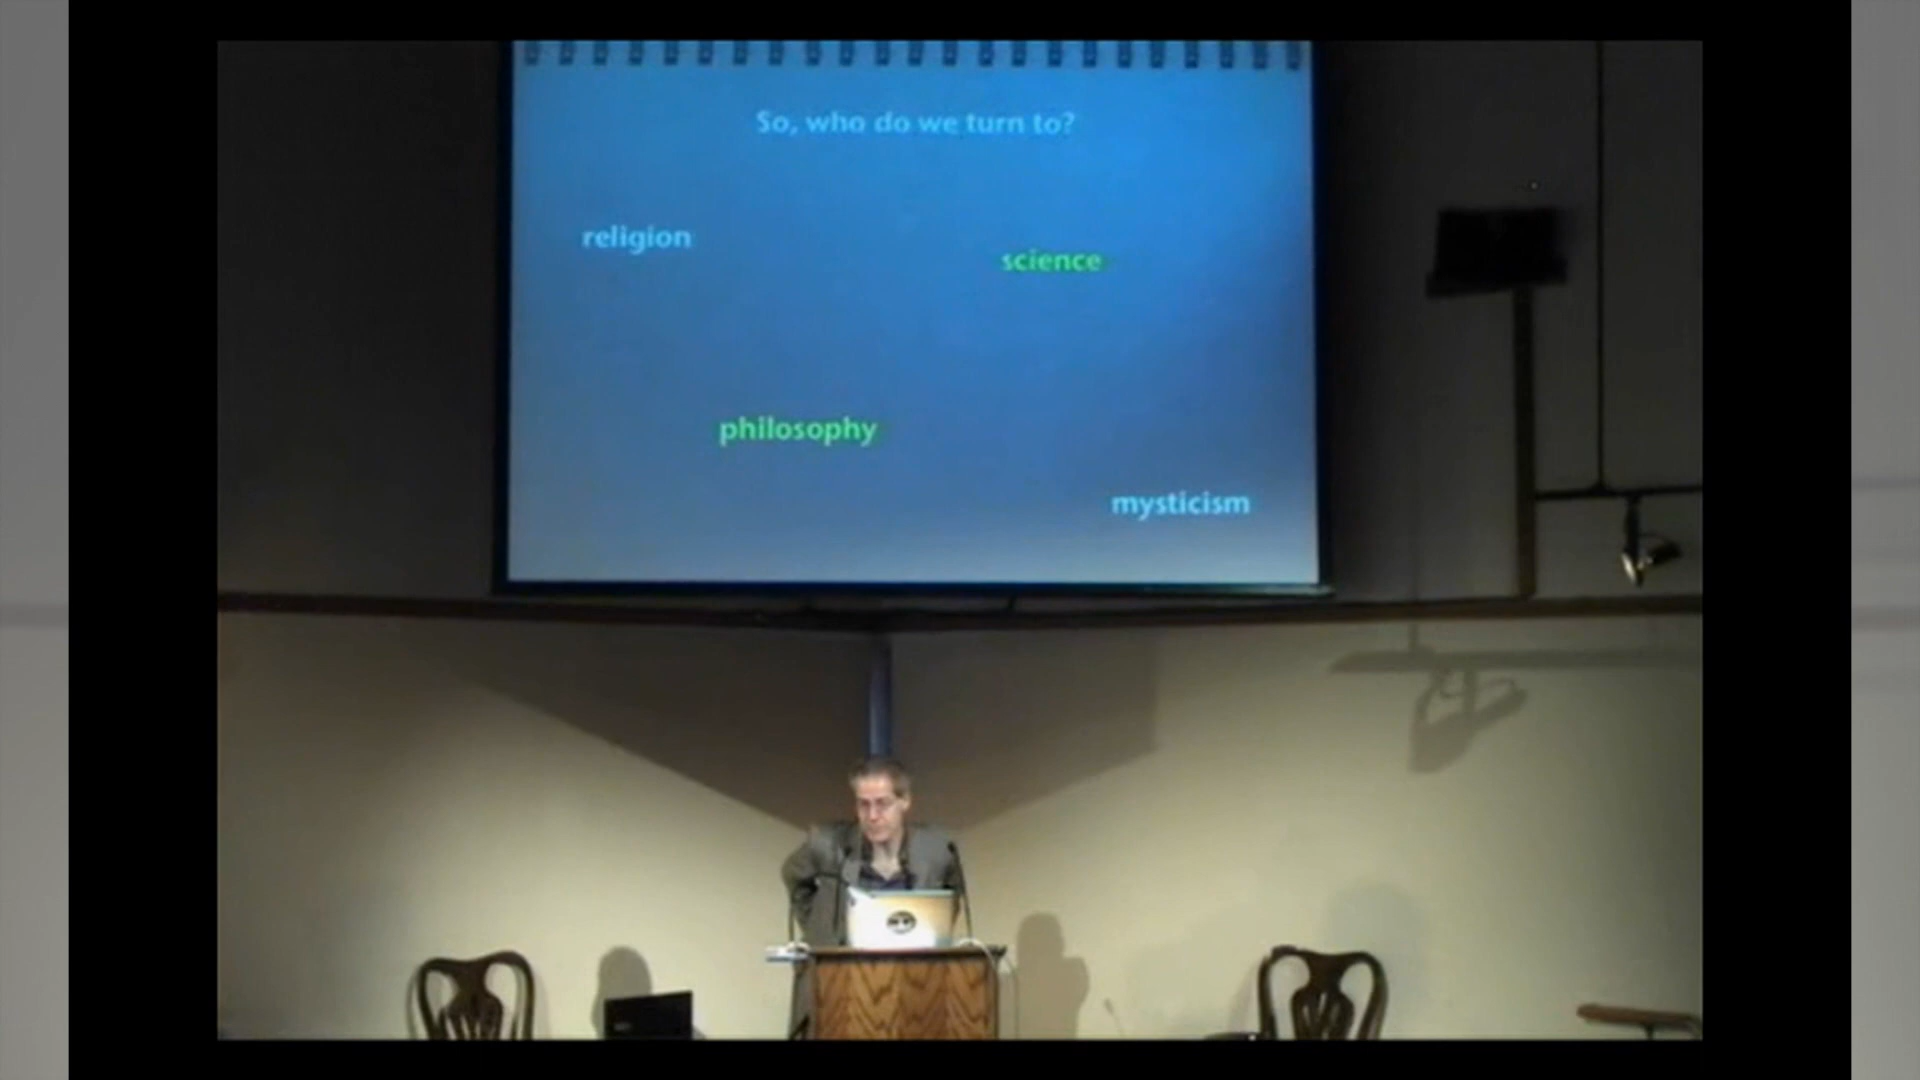 So, who do we turn to?
religion
science
philosophy
mysticism